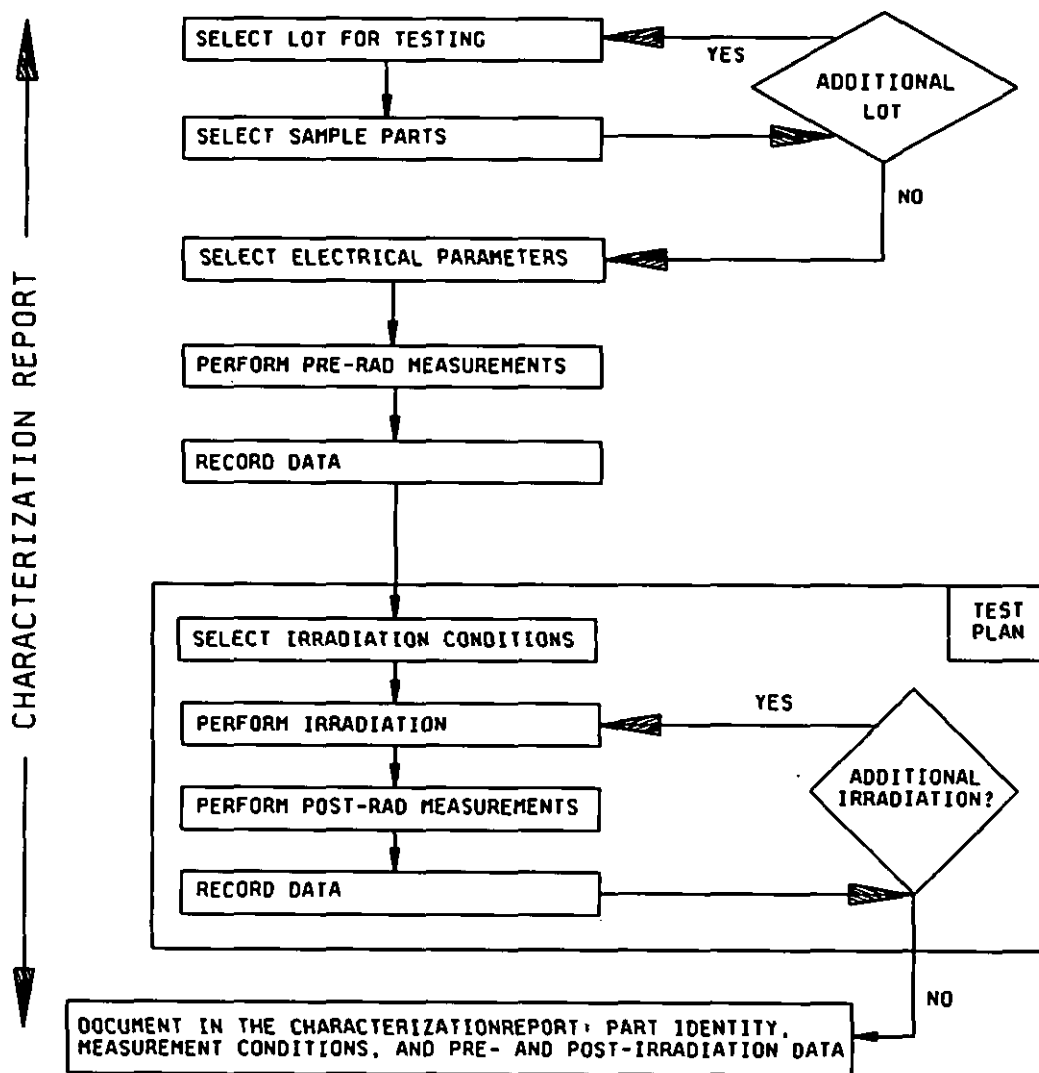 SELECT LOT FOR TESTING
YES
ADDITIONAL
LOT
SELECT SAMPLE PARTS
NO
SELECT ELECTRICAL PARAMETERS
PERFORM PRE-RAD MEASUREMENTS
RECORD DATA
CHARACTERIZATION REPORT
TEST
PLAN
SELECT IRRADIATION CONDITIONS
YES
PERFORM IRRADIATION
ADDITIONAL
IRRADIATION?
PERFORM POST-RAD MEASUREMENTS
RECORD DATA
NO
DOCUMENT IN THE CHARACTERIZATIONREPORT: PART IDENTITY,
MEASUREMENT CONDITIONS, AND PRE- AND POST-IRRADIATION DATA